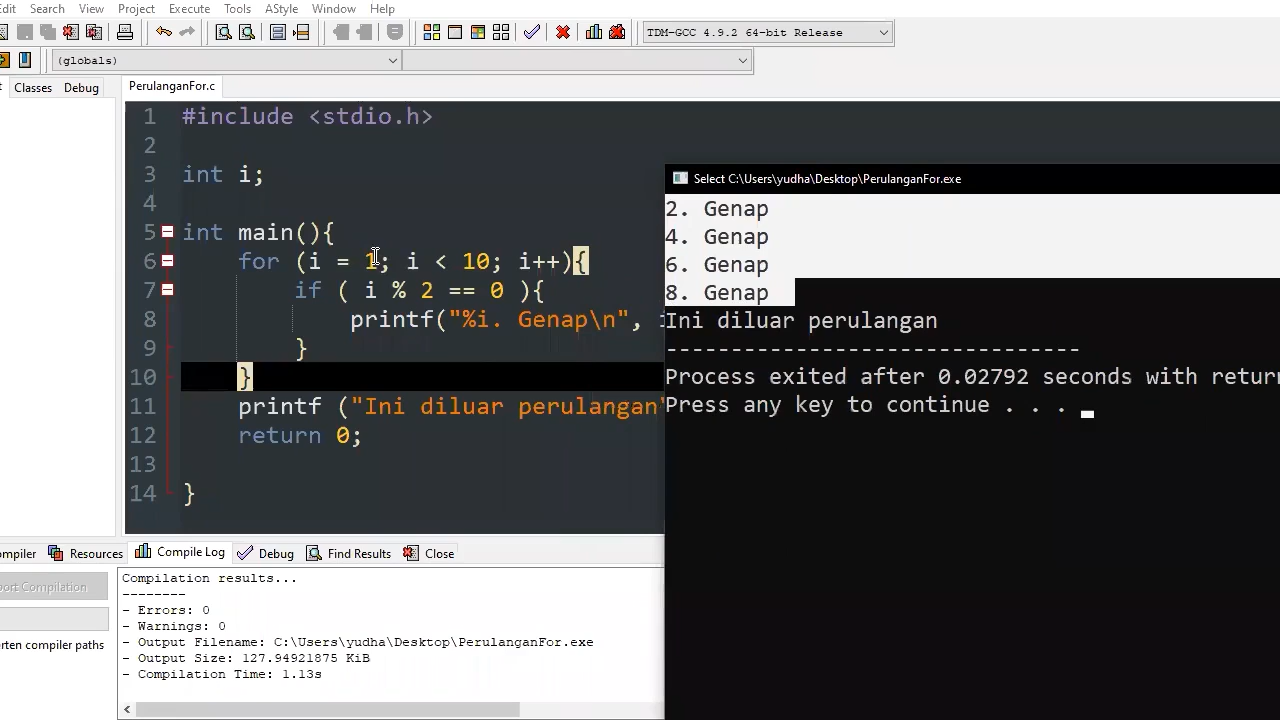 Edit Search View Project Execute Tools AStyle Window Help
TDM-GCC 4.9.2 64-bit Release
(globals)
Classes Debug
PerulanganFor.c
1 #include <stdio.h>
2
3 int i;
4
5 int main(){
6 for (i = 1; i < 10; i++){
7 if ( i % 2 == 0 ){
8 printf("%i. Genap\n", i
9 }
10 }
11 printf ("Ini diluar perulangan"
12 return 0;
13
14 }
Select C:\Users\yudha\Desktop\PerulanganFor.exe
2. Genap
4. Genap
6. Genap
8. Genap
Ini diluar perulangan
--------------------------------
Process exited after 0.02792 seconds with return
Press any key to continue . . .
ompiler Resources Compile Log Debug Find Results Close
ort Compilation
rten compiler paths
Compilation results...
--------
- Errors: 0
- Warnings: 0
- Output Filename: C:\Users\yudha\Desktop\PerulanganFor.exe
- Output Size: 127.94921875 KiB
- Compilation Time: 1.13s